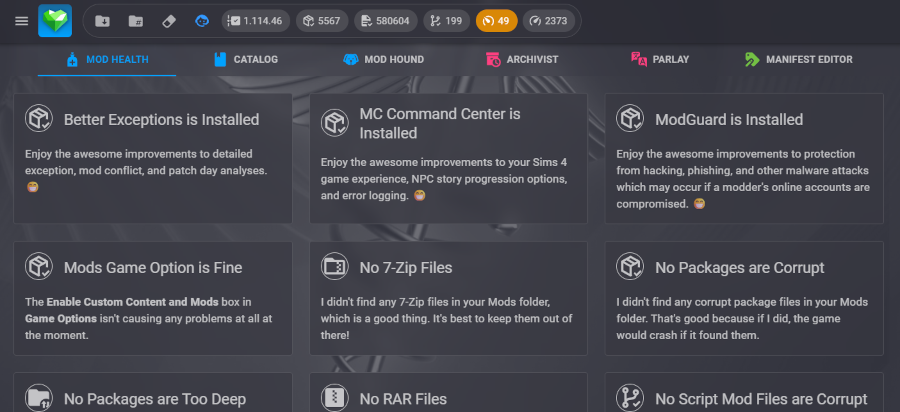 1.114.46 5567 580604 199 49 2373
MOD HEALTH CATALOG MOD HOUND ARCHIVIST PARLAY MANIFEST EDITOR
Better Exceptions is Installed
Enjoy the awesome improvements to detailed
exception, mod conflict, and patch day analyses.
MC Command Center is
Installed
Enjoy the awesome improvements to your Sims 4
game experience, NPC story progression options,
and error logging.
ModGuard is Installed
Enjoy the awesome improvements to protection
from hacking, phishing, and other malware attacks
which may occur if a modder's online accounts are
compromised.
Mods Game Option is Fine
The Enable Custom Content and Mods box in
Game Options isn't causing any problems at all at
the moment.
No 7-Zip Files
I didn't find any 7-Zip files in your Mods folder,
which is a good thing. It's best to keep them out of
there!
No Packages are Corrupt
I didn't find any corrupt package files in your Mods
folder. That's good because if I did, the game
would crash if it found them.
No Packages are Too Deep
No RAR Files
No Script Mod Files are Corrupt